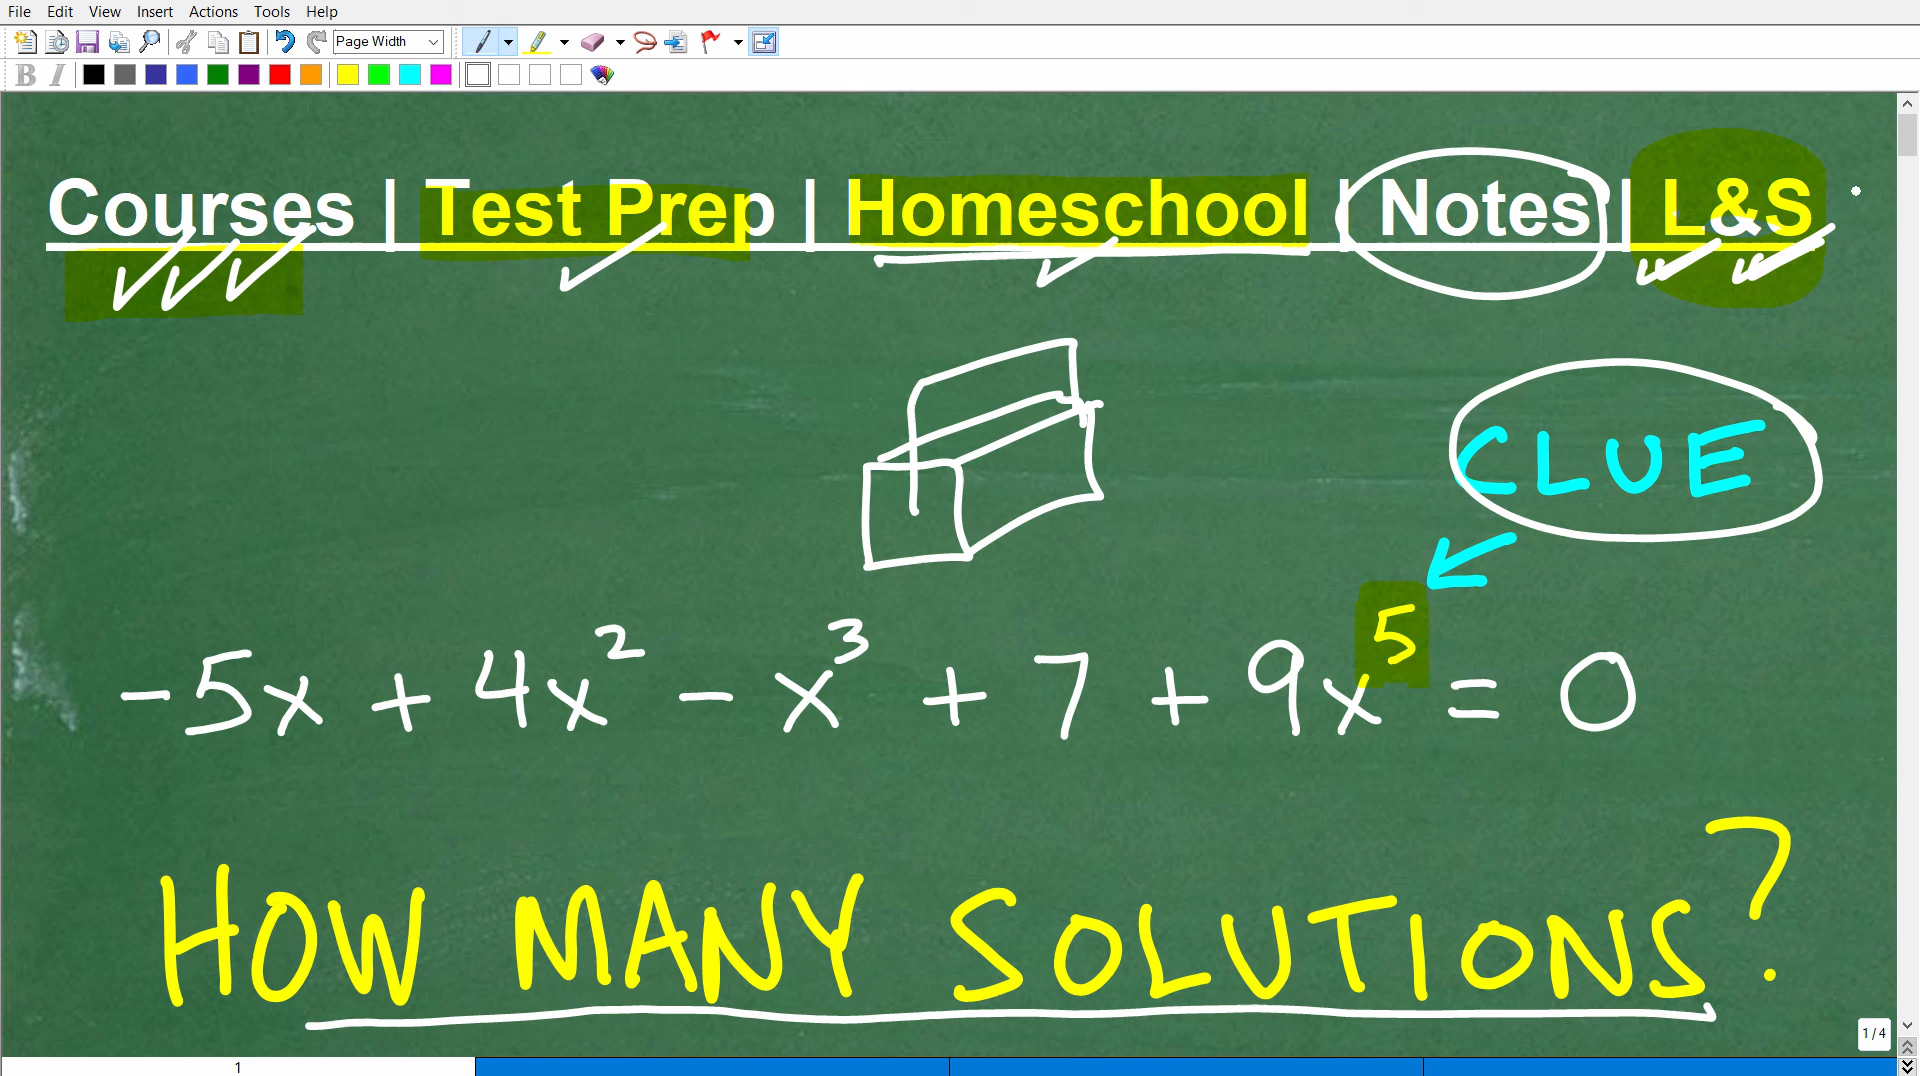 File Edit View Insert Actions Tools Help
Page Width
B I
Courses | Test Prep | Homeschool | Notes | L&S
CLUE
-5x + 4x² - x³ + 7 + 9x⁵ = 0
HOW MANY SOLUTIONS?
1 / 4
1